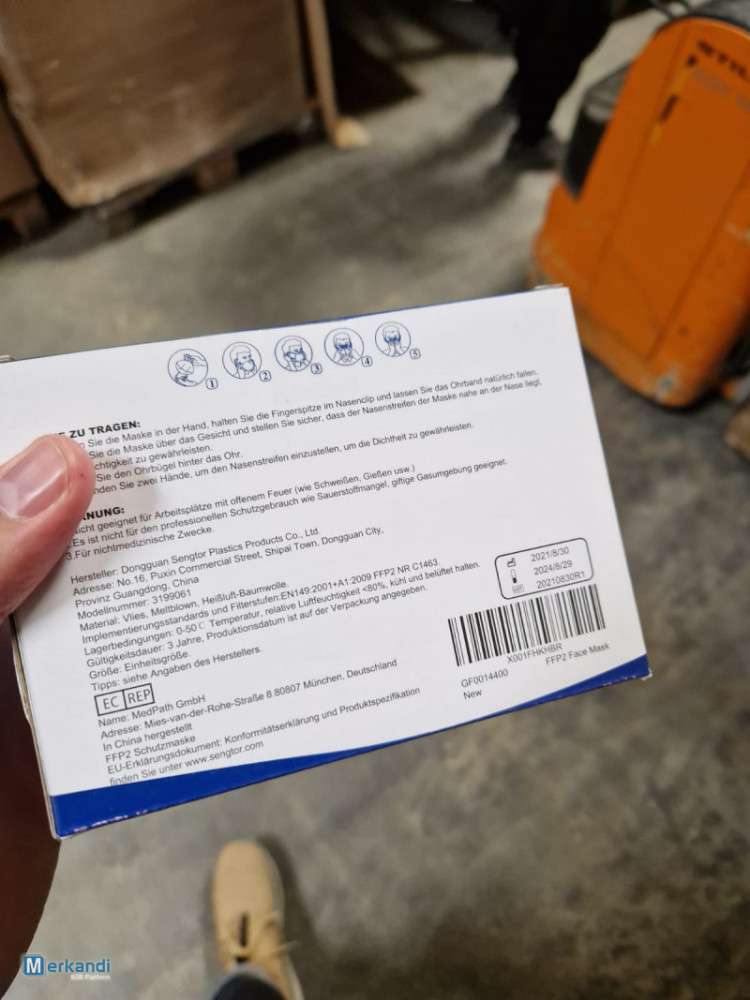 STILL
1
2
3
4
5
ZU TRAGEN:
Sie die Maske in der Hand, halten Sie die Fingerspitze im Nasenclip und lassen Sie das Ohrband natürlich fallen.
Sie die Maske über das Gesicht und stellen Sie sicher, dass der Nasenstreifen der Maske nahe an der Nase liegt,
zu gewährleisten.
Sie den Ohrbügel hinter das Ohr.
Sie zwei Hände, um den Nasenstreifen einzustellen, um die Dichtheit zu gewährleisten.
geeignet für Arbeitsplätze mit offenem Feuer (wie Schweißen, Gießen usw.)
Es ist nicht für den professionellen Schutzgebrauch wie Sauerstoffmangel, giftige Gasumgebung geeignet.
3.Für nichtmedizinische Zwecke.
Hersteller: Dongguan Sengtor Plastics Products Co., Ltd
Adresse: No.16, Puxin Commercial Street, Shipai Town, Dongguan City,
Provinz Guangdong, China
Modellnummer: 3199061
Material: Vlies, Meltblown, Heißluft-Baumwolle.
Implementierungsstandards und Filterstufen:EN149:2001+A1:2009 FFP2 NR C1463
Lagerbedingungen: 0-50℃ Temperatur, relative Luftfeuchtigkeit <80%, kühl und belüftet halten.
Gültigkeitsdauer: 3 Jahre, Produktionsdatum ist auf der Verpackung angegeben.
Größe: Einheitsgröße.
Tipps: siehe Angaben des Herstellers.
EC REP
Name: MedPath GmbH
Adresse: Mies-van-der-Rohe-Straße 8 80807 München, Deutschland
In China hergestellt
FFP2 Schutzmaske
EU-Erklärungsdokument: Konformitätserklärung und Produktspezifikation
finden Sie unter www.sengtor.com
2021/8/30
2024/8/29
LOT 20210830R1
X001FHKHBR
GF0014400 FFP2 Face Mask
New
Merkandi
B2B Platform